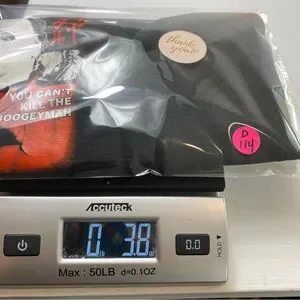 YOU CAN'T
KILL THE
BOOGEYMAN
thank
you
D
114
Accuteck
0 lb 3.8 oz
0.0
HOLD
Max : 50LB d=0.1OZ